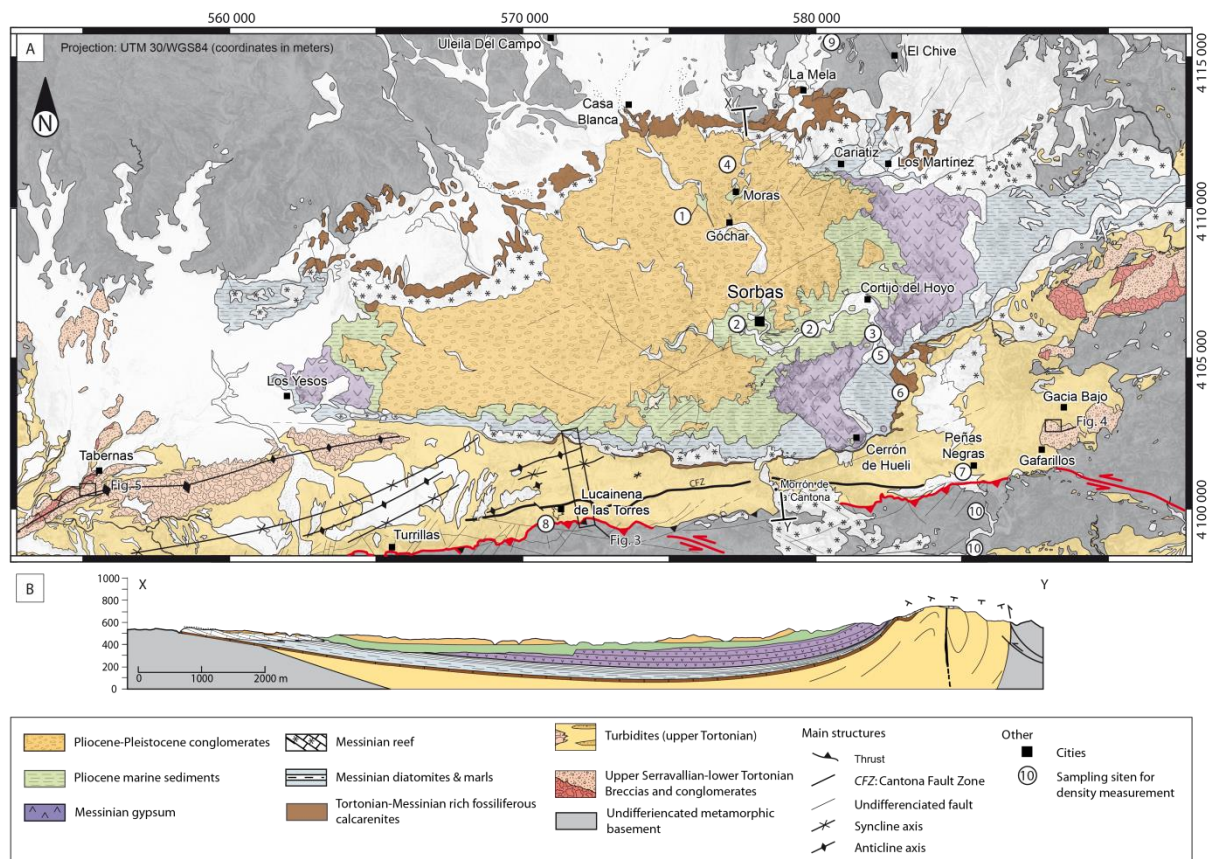 560 000
570 000
580 000
A
Projection: UTM 30/WGS84 (coordinates in meters)
Uleila Del Campo
9
El Chive
4 115 000
La Mela
N
Casa
Blanca
X
4
Cariatiz
Los Martínez
Moras
1
Góchar
4 110 000
Sorbas
Cortijo del Hoyo
2
2
3
5
4 105 000
Los Yesos
6
Gacia Bajo
Fig. 4
Tabernas
Fig. 5
Cerrón
de Hueli
Peñas
Negras
Gafarillos
7
CFZ
Morrón de
la Cantona
Lucainena
de las Torres
8
Y
10
4 100 000
Turrillas
Fig. 3
10
B
X
Y
1000
800
600
400
200
0
0
1000
2000 m
Pliocene-Pleistocene conglomerates
Pliocene marine sediments
Messinian gypsum
Messinian reef
Messinian diatomites & marls
Tortonian-Messinian rich fossiliferous
calcarenites
Turbidites (upper Tortonian)
Upper Serravallian-lower Tortonian
Breccias and conglomerates
Undifiencated metamorphic
basement
Main structures
Thrust
CFZ: Cantona Fault Zone
Undifferenciated fault
Syncline axis
Anticline axis
Other
Cities
10
Sampling siten for
density measurement